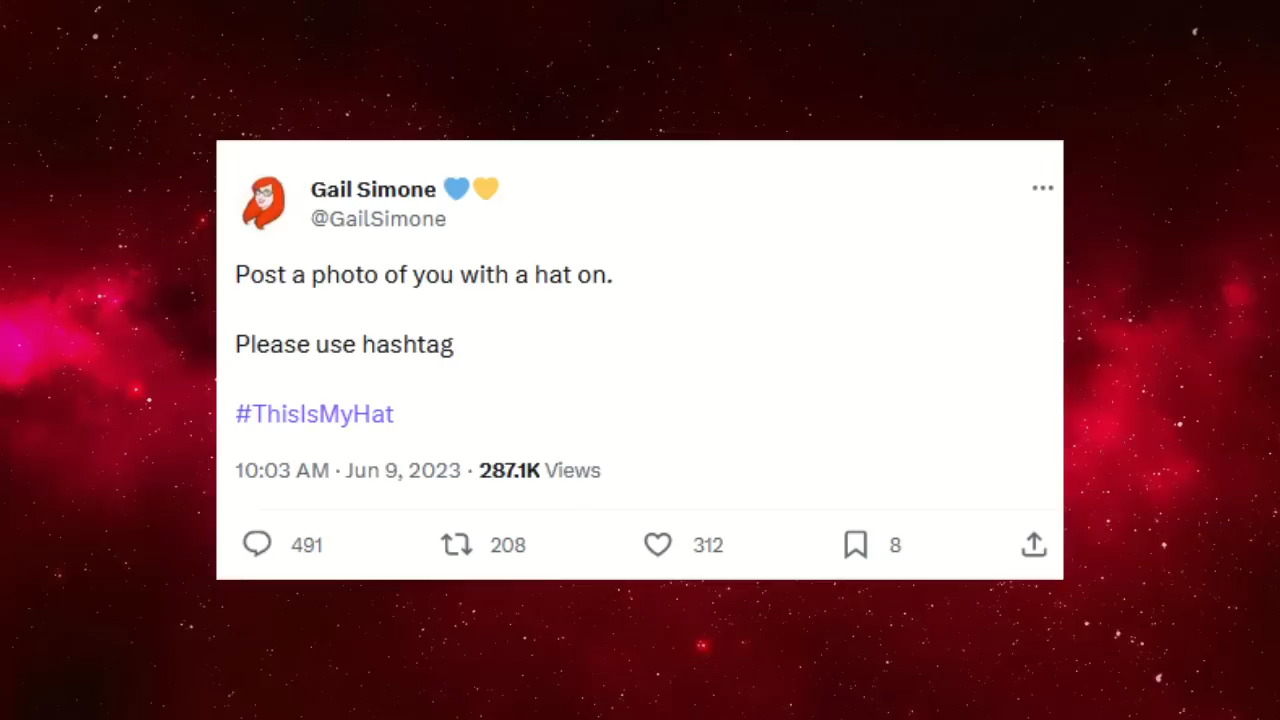 Gail Simone 💙💛
@GailSimone
Post a photo of you with a hat on.
Please use hashtag
#ThisIsMyHat
10:03 AM · Jun 9, 2023 · 287.1K Views
491 208 312 8